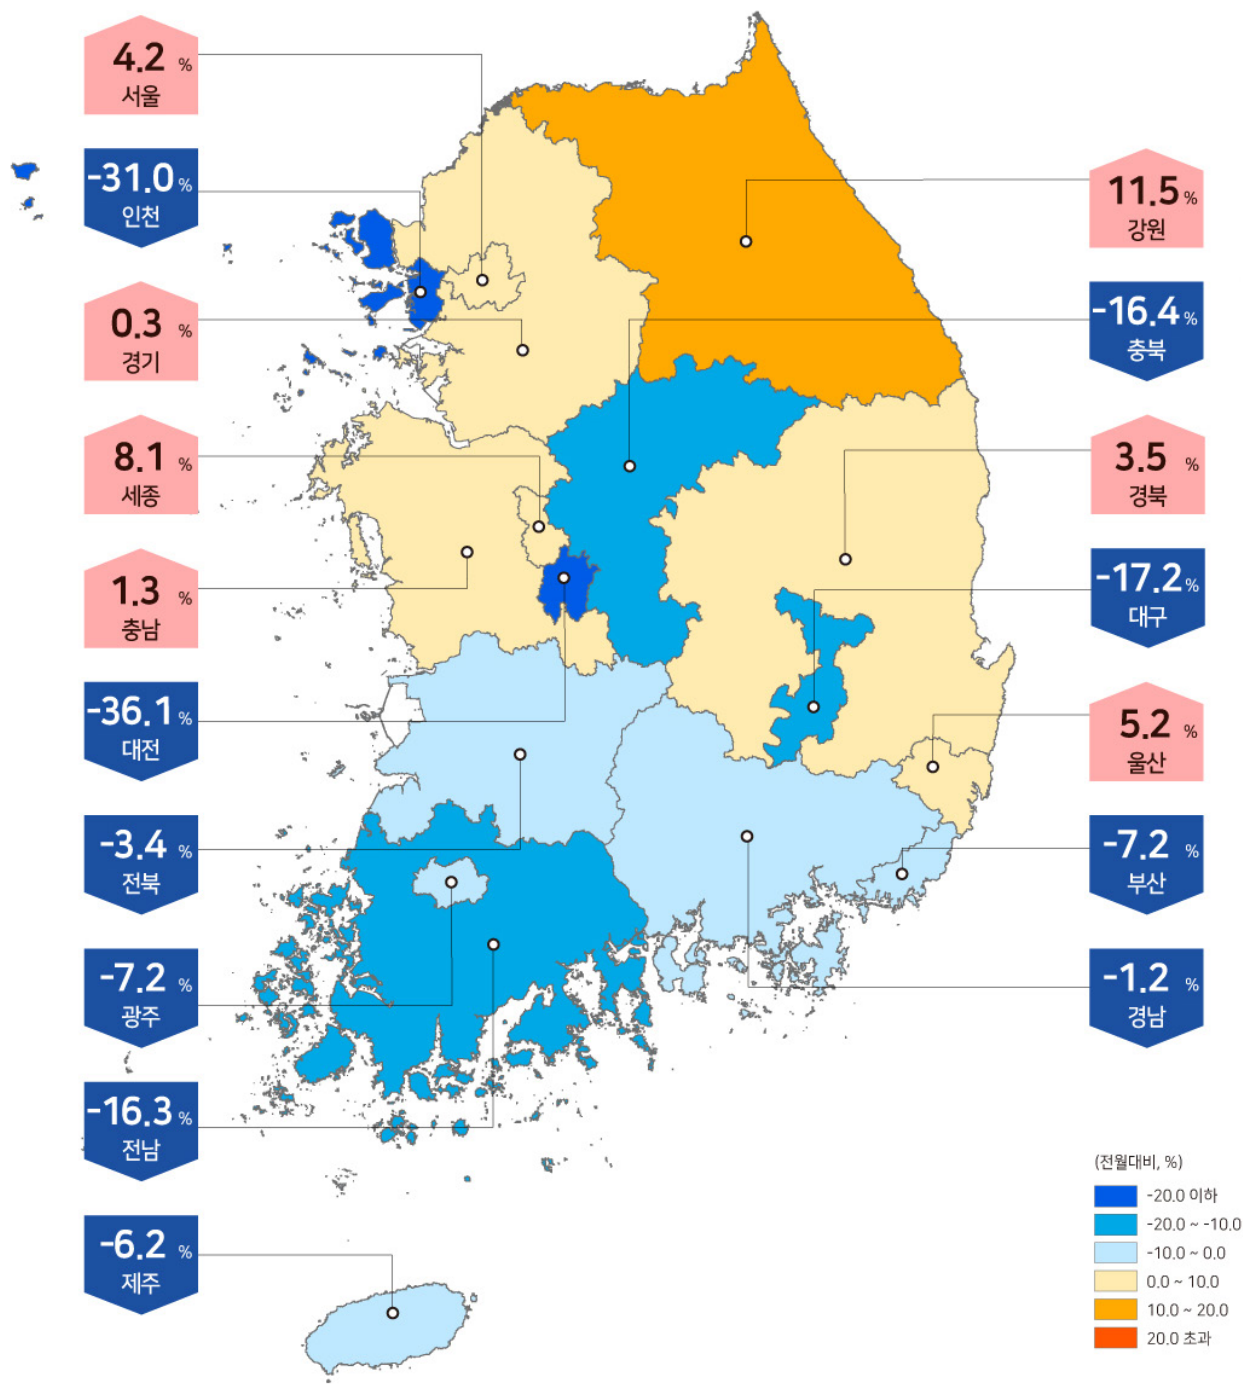 4.2 %
서울
-31.0 %
인천
0.3 %
경기
8.1 %
세종
1.3 %
충남
-36.1 %
대전
-3.4 %
전북
-7.2 %
광주
-16.3 %
전남
-6.2 %
제주
11.5 %
강원
-16.4 %
충북
3.5 %
경북
-17.2 %
대구
5.2 %
울산
-7.2 %
부산
-1.2 %
경남
(전월대비, %)
-20.0 이하
-20.0 ~ -10.0
-10.0 ~ 0.0
0.0 ~ 10.0
10.0 ~ 20.0
20.0 초과